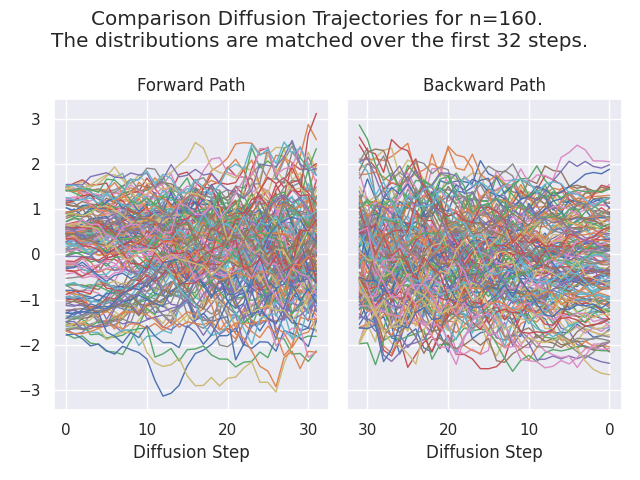 Comparison Diffusion Trajectories for n=160.
The distributions are matched over the first 32 steps.
Forward Path
Backward Path
3
2
1
0
−1
−2
−3
0 10 20 30
30 20 10 0
Diffusion Step
Diffusion Step